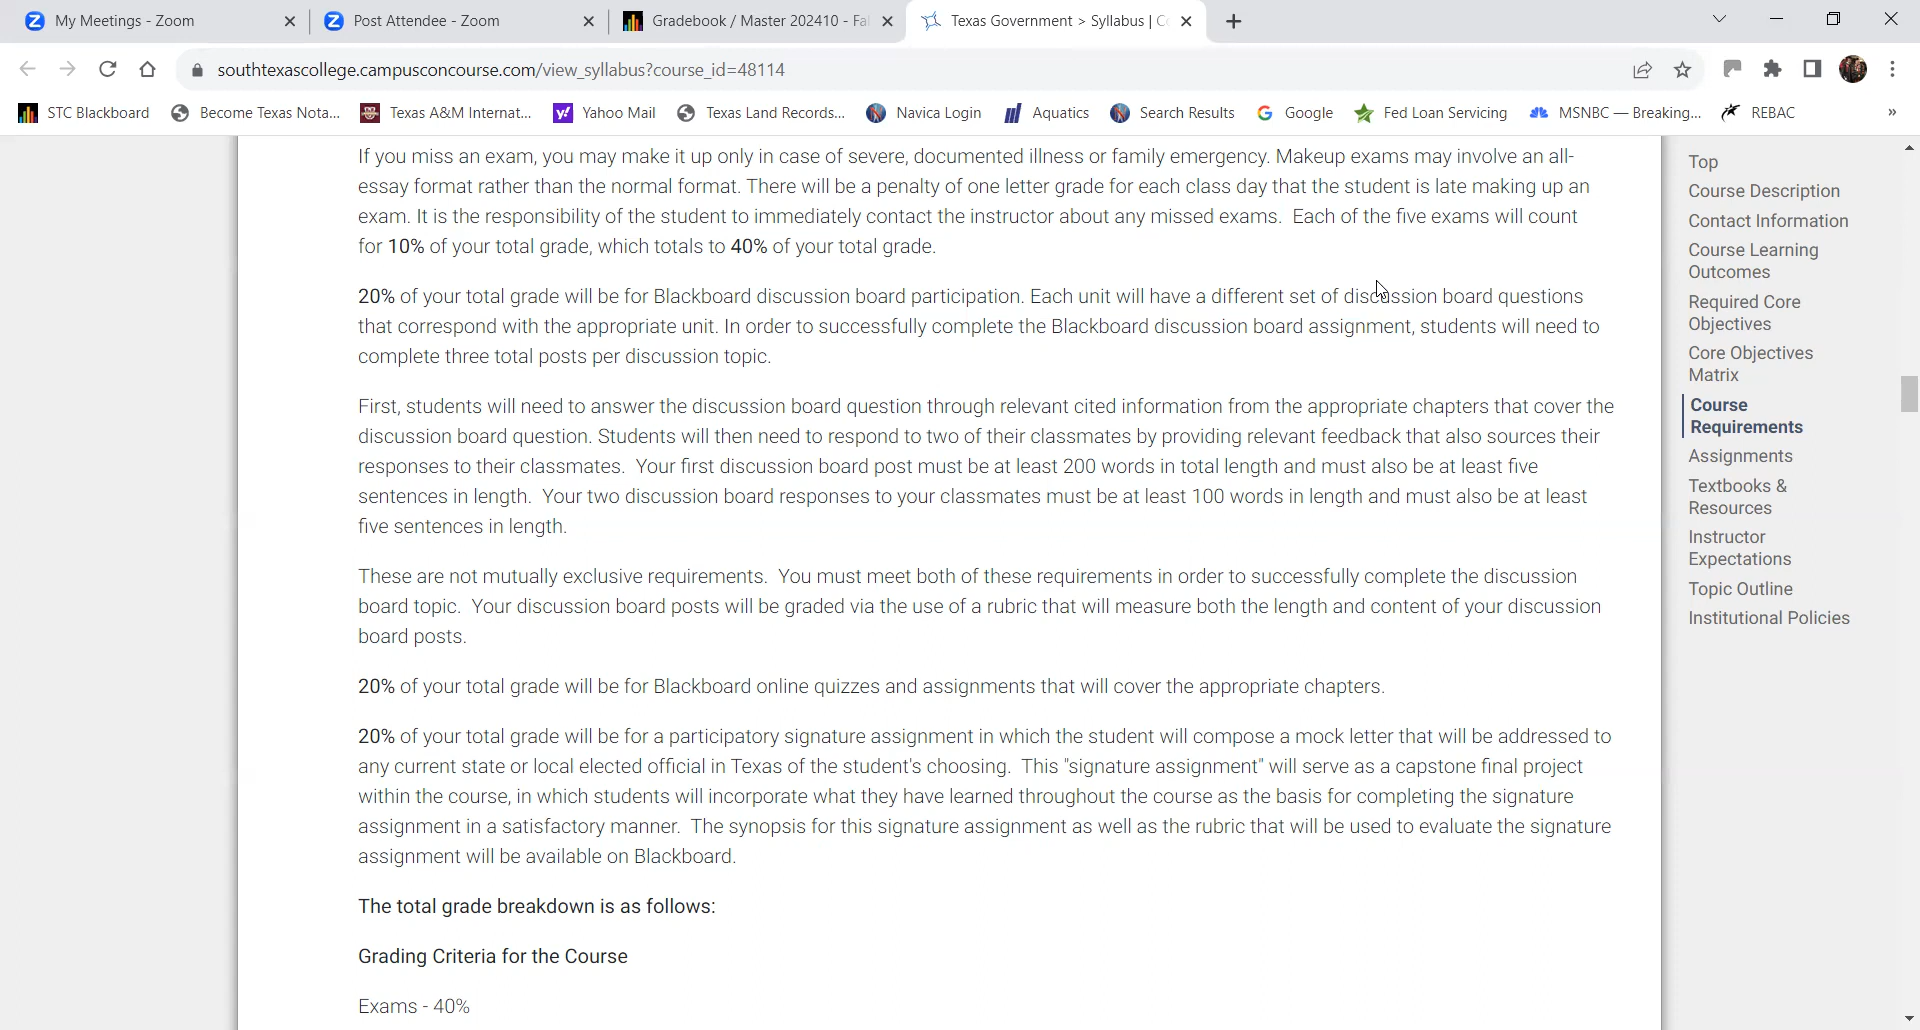 My Meetings - Zoom
Post Attendee - Zoom
Gradebook / Master 202410 - Fal
Texas Government > Syllabus | C
southtexascollege.campusconcourse.com/view_syllabus?course_id=48114
STC Blackboard
Become Texas Nota...
Texas A&M Internat...
Yahoo Mail
Texas Land Records...
Navica Login
Aquatics
Search Results
Google
Fed Loan Servicing
MSNBC — Breaking...
REBAC
»
If you miss an exam, you may make it up only in case of severe, documented illness or family emergency. Makeup exams may involve an all-
essay format rather than the normal format. There will be a penalty of one letter grade for each class day that the student is late making up an
exam. It is the responsibility of the student to immediately contact the instructor about any missed exams.  Each of the five exams will count
for 10% of your total grade, which totals to 40% of your total grade.
20% of your total grade will be for Blackboard discussion board participation. Each unit will have a different set of discussion board questions
that correspond with the appropriate unit. In order to successfully complete the Blackboard discussion board assignment, students will need to
complete three total posts per discussion topic.
First, students will need to answer the discussion board question through relevant cited information from the appropriate chapters that cover the
discussion board question. Students will then need to respond to two of their classmates by providing relevant feedback that also sources their
responses to their classmates.  Your first discussion board post must be at least 200 words in total length and must also be at least five
sentences in length.  Your two discussion board responses to your classmates must be at least 100 words in length and must also be at least
five sentences in length.
These are not mutually exclusive requirements.  You must meet both of these requirements in order to successfully complete the discussion
board topic.  Your discussion board posts will be graded via the use of a rubric that will measure both the length and content of your discussion
board posts.
20% of your total grade will be for Blackboard online quizzes and assignments that will cover the appropriate chapters.
20% of your total grade will be for a participatory signature assignment in which the student will compose a mock letter that will be addressed to
any current state or local elected official in Texas of the student's choosing.  This "signature assignment" will serve as a capstone final project
within the course, in which students will incorporate what they have learned throughout the course as the basis for completing the signature
assignment in a satisfactory manner.  The synopsis for this signature assignment as well as the rubric that will be used to evaluate the signature
assignment will be available on Blackboard.
The total grade breakdown is as follows:
Grading Criteria for the Course
Exams - 40%
Top
Course Description
Contact Information
Course Learning
Outcomes
Required Core
Objectives
Core Objectives
Matrix
Course
Requirements
Assignments
Textbooks &
Resources
Instructor
Expectations
Topic Outline
Institutional Policies